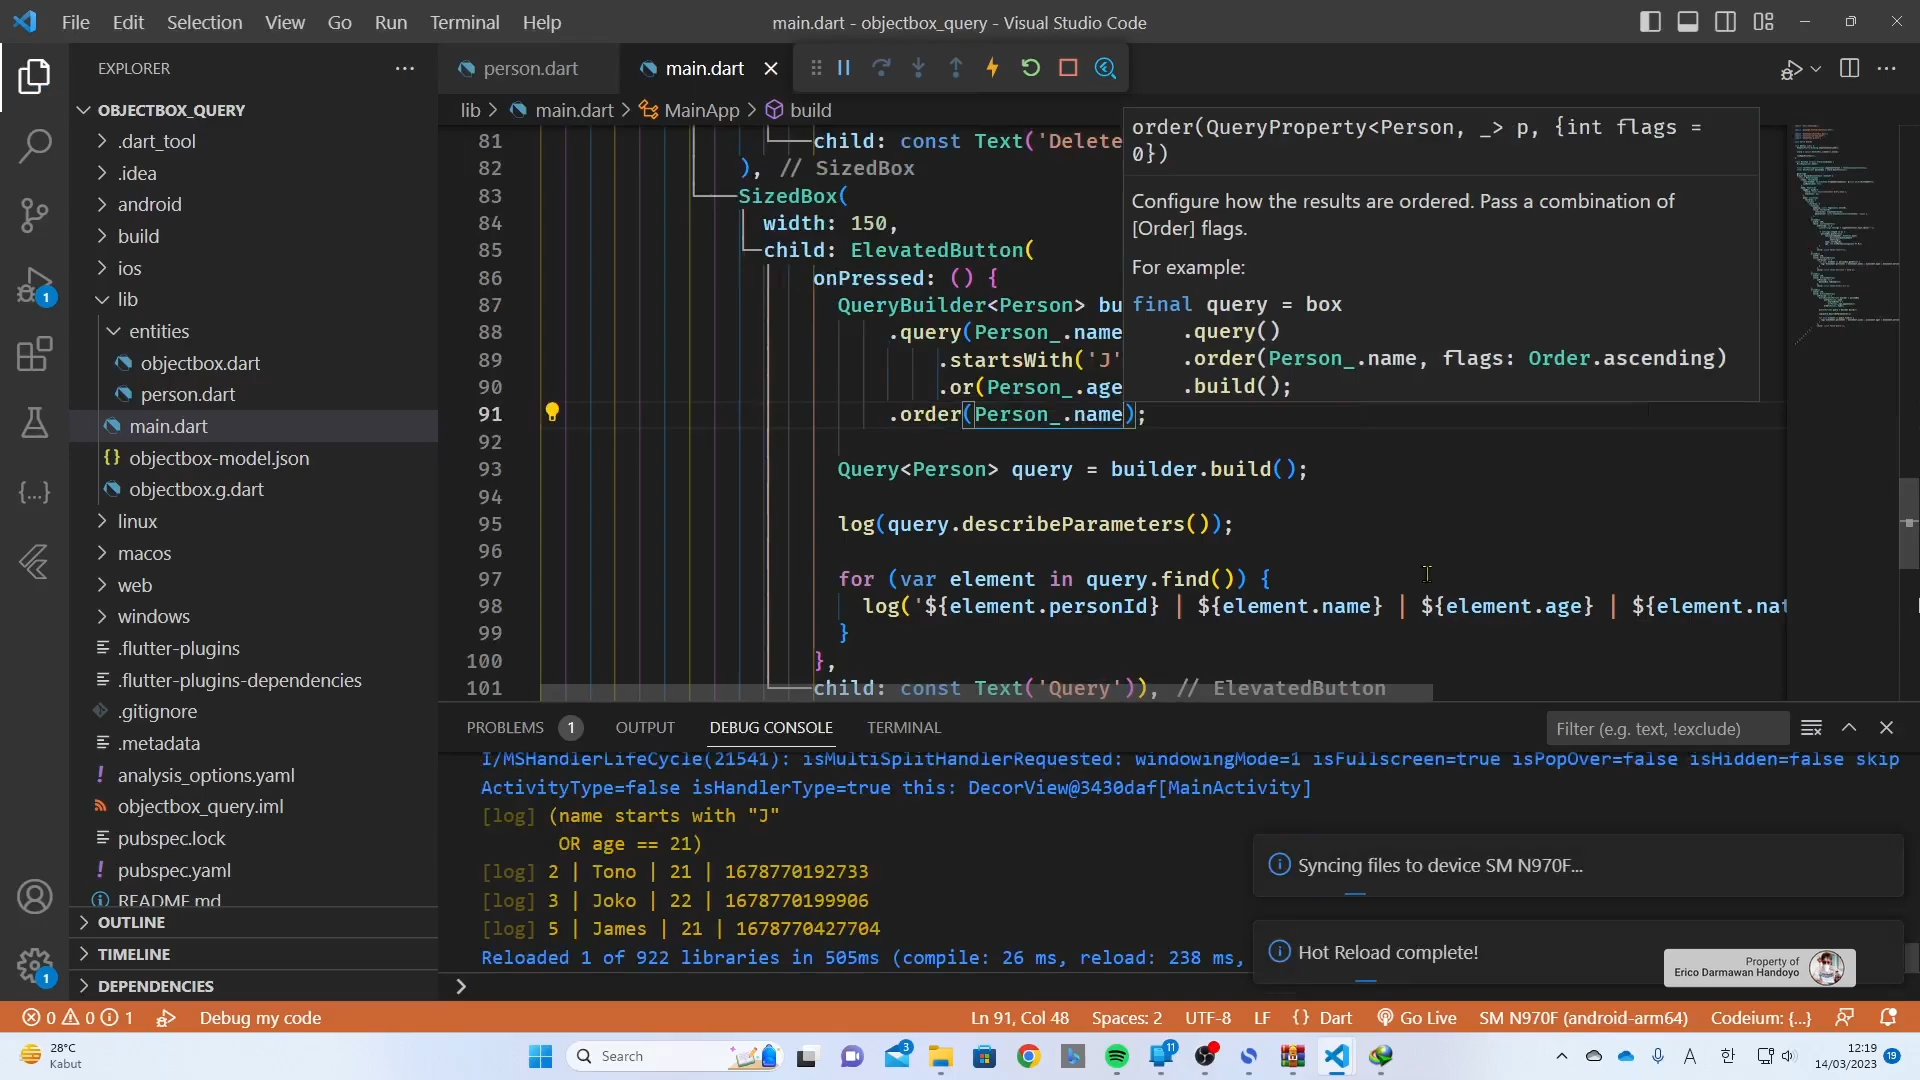 File Edit Selection View Go Run Terminal Help
main.dart - objectbox_query - Visual Studio Code
EXPLORER
person.dart
main.dart
OBJECTBOX_QUERY
.dart_tool
.idea
android
build
ios
lib
entities
objectbox.dart
person.dart
main.dart
{} objectbox-model.json
objectbox.g.dart
linux
macos
web
windows
.flutter-plugins
.flutter-plugins-dependencies
.gitignore
.metadata
! analysis_options.yaml
objectbox_query.iml
pubspec.lock
! pubspec.yaml
README.md
OUTLINE
TIMELINE
DEPENDENCIES
1
1
lib > main.dart > MainApp > build
81 child: const Text('Delete
82 ), // SizedBox
83 SizedBox(
84 width: 150,
85 child: ElevatedButton(
86 onPressed: () {
87 QueryBuilder<Person> bu
88 .query(Person_.name
89 .startsWith('J'
90 .or(Person_.age
91 .order(Person_.name);
92
93 Query<Person> query = builder.build();
94
95 log(query.describeParameters());
96
97 for (var element in query.find()) {
98 log('${element.personId} | ${element.name} | ${element.age} | ${element.nat
99 }
100 },
101 child: const Text('Query')), // ElevatedButton
order(QueryProperty<Person, _> p, {int flags =
0})
Configure how the results are ordered. Pass a combination of
[Order] flags.
For example:
final query = box
.query()
.order(Person_.name, flags: Order.ascending)
.build();
PROBLEMS 1 OUTPUT DEBUG CONSOLE TERMINAL
Filter (e.g. text, !exclude)
I/MSHandlerLifeCycle(21541): isMultiSplitHandlerRequested: windowingMode=1 isFullscreen=true isPopOver=false isHidden=false skip
ActivityType=false isHandlerType=true this: DecorView@3430daf[MainActivity]
[log] (name starts with "J"
OR age == 21)
[log] 2 | Tono | 21 | 1678770192733
[log] 3 | Joko | 22 | 1678770199906
[log] 5 | James | 21 | 1678770427704
Reloaded 1 of 922 libraries in 505ms (compile: 26 ms, reload: 238 ms,
Syncing files to device SM N970F...
Hot Reload complete!
Property of
Erico Darmawan Handoyo
0 0 1 Debug my code
Ln 91, Col 48 Spaces: 2 UTF-8 LF {} Dart Go Live SM N970F (android-arm64) Codeium: {...}
28°C
Kabut
Search
3
11
A 한
12:19
14/03/2023
19